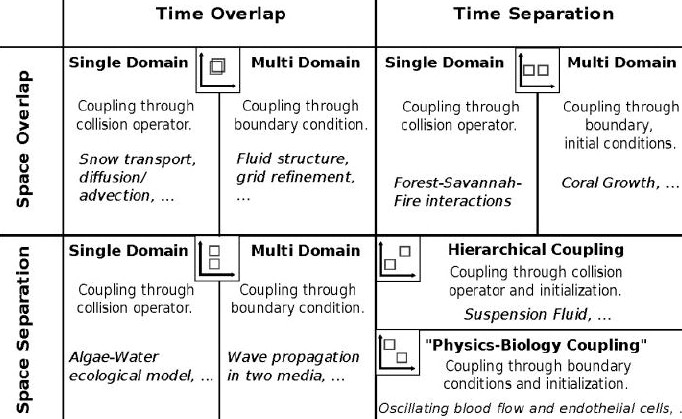 Time Overlap
Time Separation
Space Overlap
Single Domain
Coupling through
collision operator.
Snow transport,
diffusion/
advection, ...
Multi Domain
Coupling through
boundary condition.
Fluid structure,
grid refinement,
...
Single Domain
Coupling through
collision operator.
Forest-Savannah-
Fire interactions
Multi Domain
Coupling through
boundary,
initial conditions.
Coral Growth, ...
Space Separation
Single Domain
Coupling through
collision operator.
Algae-Water
ecological model, ...
Multi Domain
Coupling through
boundary condition.
Wave propagation
in two media, ...
Hierarchical Coupling
Coupling through collision
operator and initialization.
Suspension Fluid, ...
"Physics-Biology Coupling"
Coupling through boundary
conditions and initialization.
Oscillating blood flow and endothelial cells, .